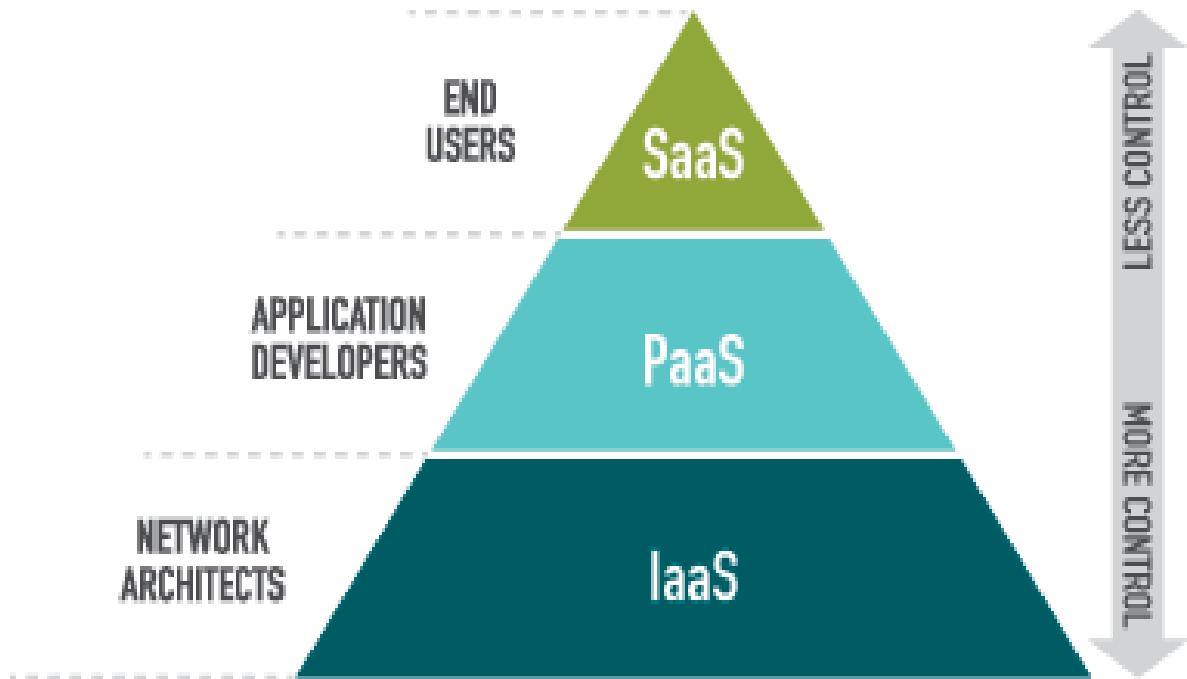 END
USERS
SaaS
APPLICATION
DEVELOPERS
PaaS
NETWORK
ARCHITECTS
IaaS
LESS CONTROL
MORE CONTROL